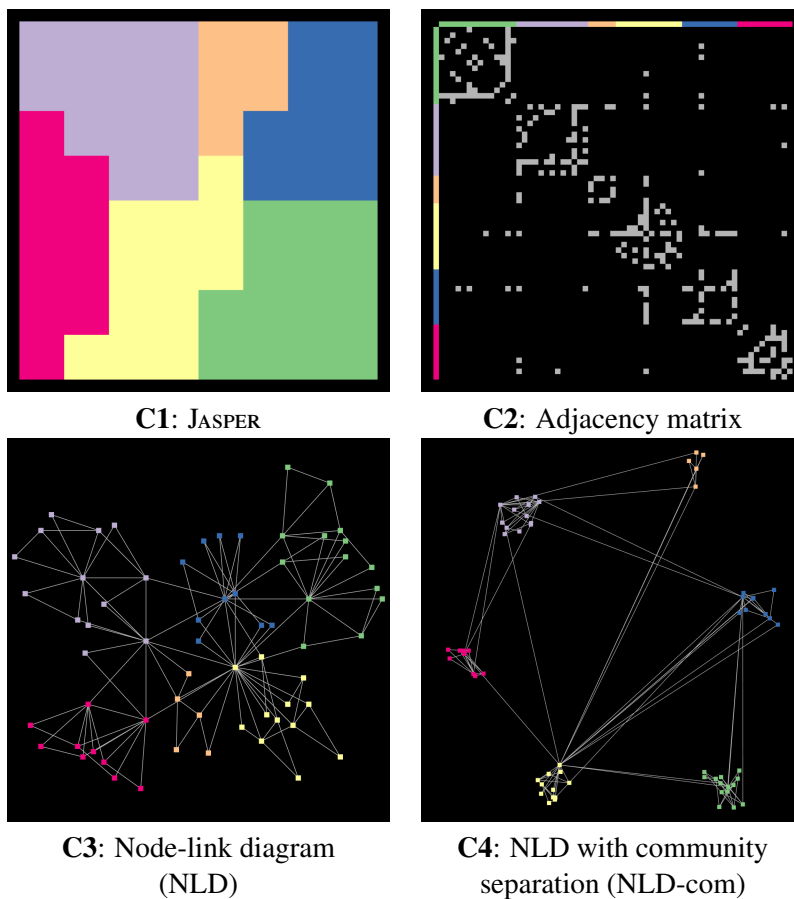 C1: JASPER
C2: Adjacency matrix
C3: Node-link diagram
(NLD)
C4: NLD with community
separation (NLD-com)